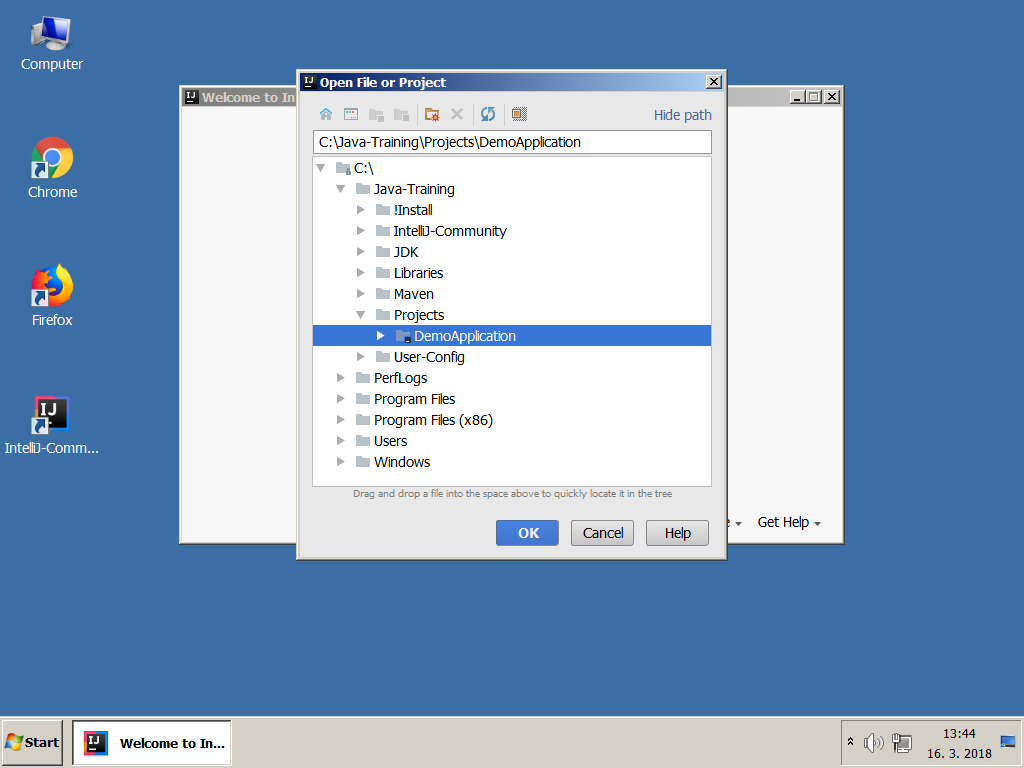 Computer
Chrome
Firefox
IntelliJ-Comm...
Welcome to In
Open File or Project
Hide path
C:\Java-Training\Projects\DemoApplication
C:\
Java-Training
!Install
IntelliJ-Community
JDK
Libraries
Maven
Projects
DemoApplication
User-Config
PerfLogs
Program Files
Program Files (x86)
Users
Windows
Drag and drop a file into the space above to quickly locate it in the tree
OK Cancel Help
Get Help
Start
Welcome to In...
13:44
16. 3. 2018